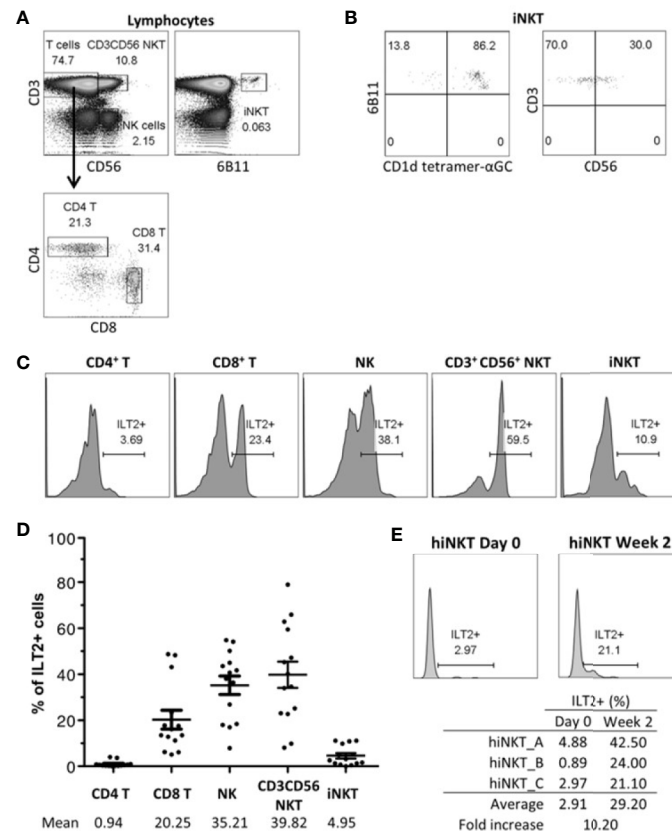 A
Lymphocytes
T cells CD3CD56 NKT
74.7 10.8
NK cells
2.15
iNKT
0.063
CD3
CD56
6B11
CD4 T
21.3
CD8 T
31.4
CD4
CD8
B
iNKT
13.8 86.2
0 0
6B11
CD1d tetramer-αGC
70.0 30.0
0 0
CD3
CD56
C
CD4⁺ T
ILT2+
3.69
CD8⁺ T
ILT2+
23.4
NK
ILT2+
38.1
CD3⁺CD56⁺ NKT
ILT2+
59.5
iNKT
ILT2+
10.9
D
% of ILT2+ cells
100
80
60
40
20
0
CD4 T CD8 T NK CD3CD56 NKT iNKT
Mean 0.94 20.25 35.21 39.82 4.95
E
hiNKT Day 0
ILT2+
2.97
hiNKT Week 2
ILT2+
21.1
ILT2+ (%)
Day 0 Week 2
hiNKT_A 4.88 42.50
hiNKT_B 0.89 24.00
hiNKT_C 2.97 21.10
Average 2.91 29.20
Fold increase 10.20